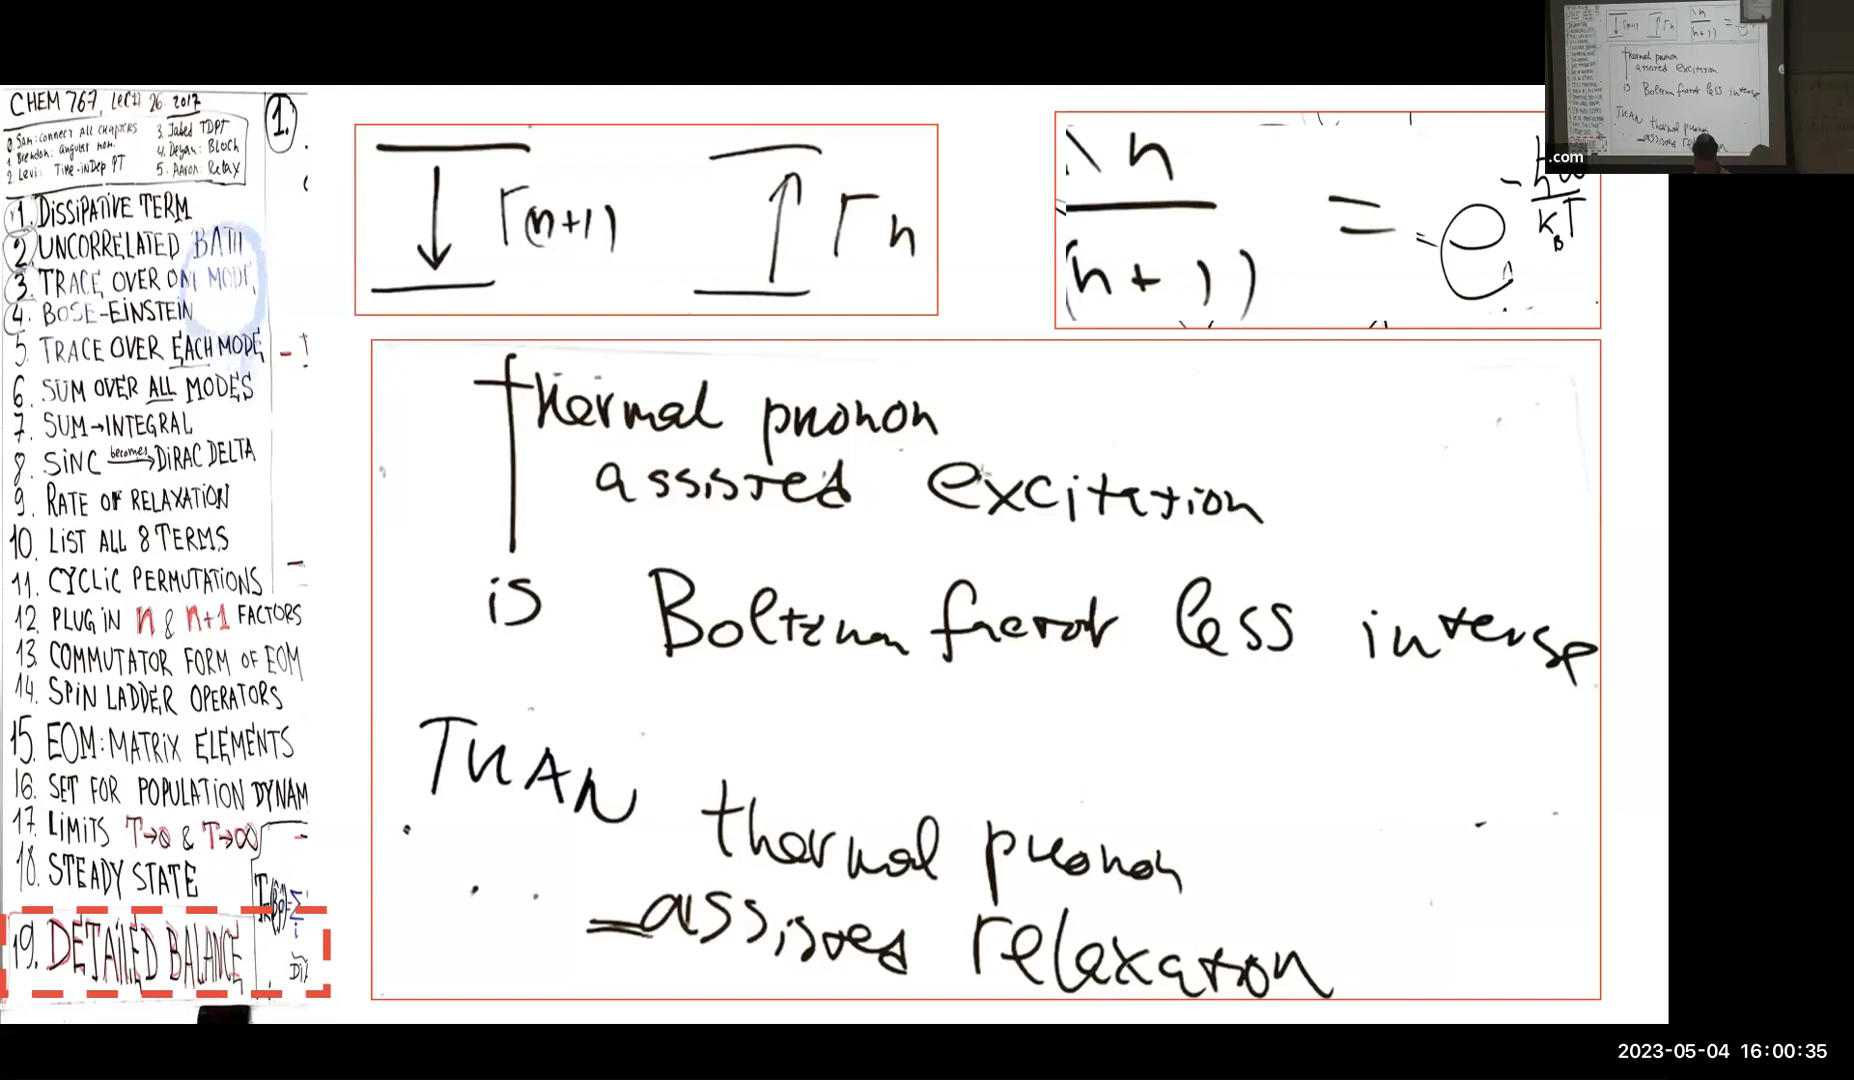 CHEM 767, Lect: 26 2017
0. Sam: connect All chapters
1 Brendon: angular mom.
2 Levi: Time-inDep PT
3. Jabed TDPT
4. Deyan: Bloch
5. Aaron: Relax
1.
1. DISSIPATIVE TERM
2. UNCORRELATED BATH
3. TRACE OVER ONE MODE
4. BOSE-EINSTEIN
5. TRACE OVER EACH MODE
6. SUM OVER ALL MODES
7. SUM→INTEGRAL
8. SINC becomes→ DIRAC DELTA
9. RATE OF RELAXATION
10. LIST ALL 8 TERMS
11. CYCLIC PERMUTATIONS
12. PLUG IN n & n+1 FACTORS
13. COMMUTATOR FORM OF EOM
14. SPIN LADDER OPERATORS
15. EOM: MATRIX ELEMENTS
16. SET FOR POPULATION DYNAM
17. LIMITS T→0 & T→∞
18. STEADY STATE
19. DETAILED BALANCE
↓ Γ(n+1) ↑ Γn
n
(n+1) = e
-ħω
k_BT
thermal phonon
assisted excitation
is Boltzmn factor less intense
THAN thermal phonon
assisted relaxation
.com
2023-05-04 16:00:35